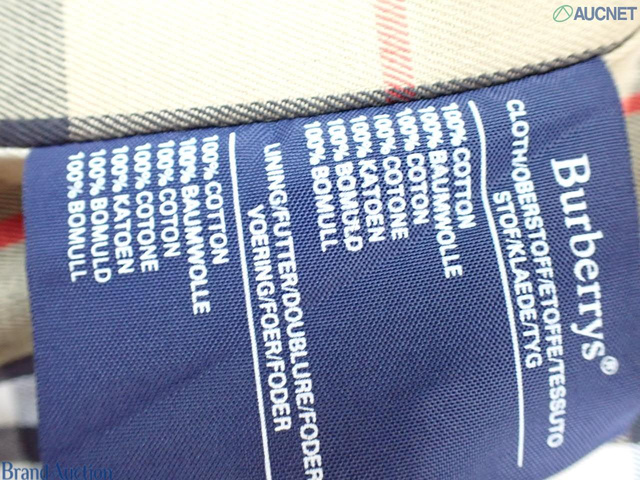 Burberrys®
CLOTH/OBERSTOFF/ETOFFE/TESSUTO
STOF/KLAEDE/TYG
100% COTTON
100% BAUMWOLLE
100% COTON
100% COTONE
100% KATOEN
100% BOMULD
100% BOMULL
LINING/FUTTER/DOUBLURE/FODER
VOERING/FOER/FODER
100% COTTON
100% BAUMWOLLE
100% COTON
100% COTONE
100% KATOEN
100% BOMULD
100% BOMULL
AUCNET
Brand Auction